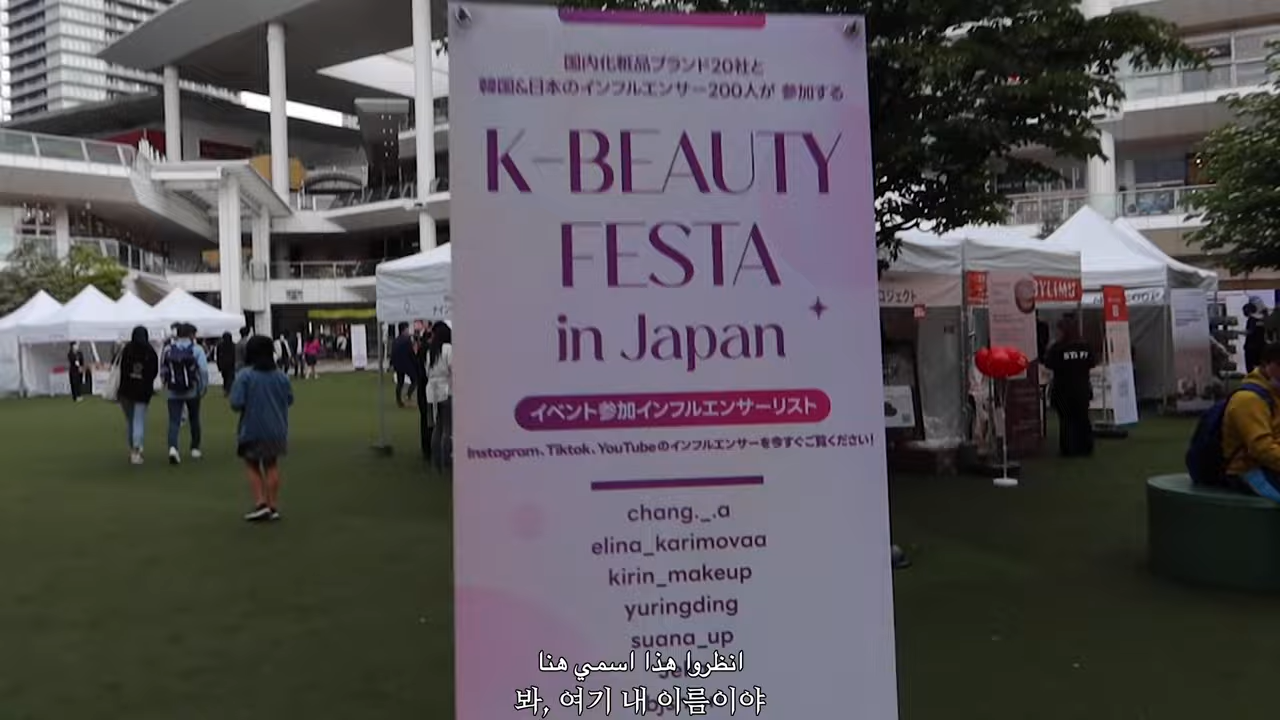 国内化粧品ブランド20社と
韓国&日本のインフルエンサー200人が 参加する
K-BEAUTY
FESTA
in Japan
イベント参加インフルエンサーリスト
Instagram、Tiktok、YouTubeのインフルエンサーを今すぐご覧ください!
chang._.a
elina_karimovaa
kirin_makeup
yuringding
suana_up
انظروا هذا اسمي هنا
봐, 여기 내 이름이야